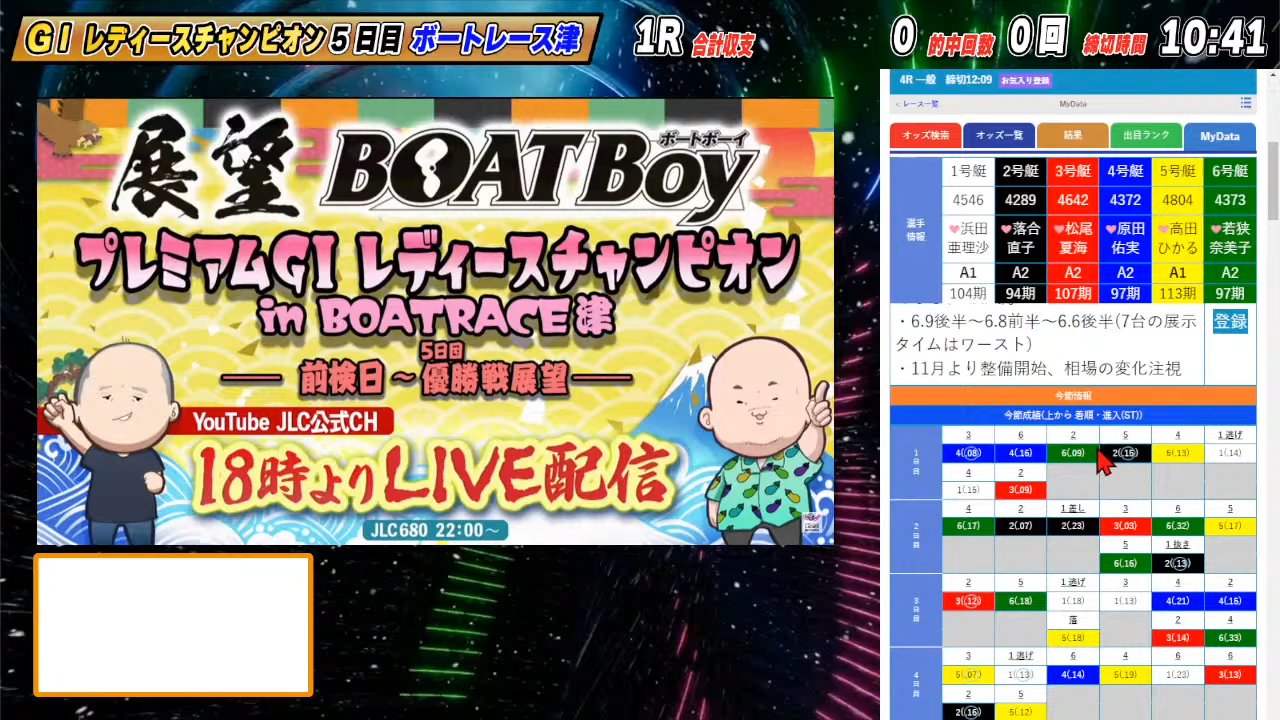 GⅠ レディースチャンピオン５日目 ボートレース津
1R 合計収支
0 的中回数 0回 締切時間 10:41
展望 BOATBoy
ボートボーイ
プレミアムGⅠ レディースチャンピオン
in BOATRACE津
5日目
前検日～優勝戦展望
YouTube JLC公式CH
18時よりLIVE配信
JLC680 22:00～
4R 一般 締切12:09 お気入り登録
< レース一覧 MyData
オッズ検索 オッズ一覧 結果 出目ランク MyData
選手情報
1号艇 2号艇 3号艇 4号艇 5号艇 6号艇
4546 4289 4642 4372 4804 4373
♥浜田亜理沙 ♥落合直子 ♥松尾夏海 ♥原田佑実 ♥高田ひかる ♥若狭奈美子
A1 A2 A2 A2 A1 A2
104期 94期 107期 97期 113期 97期
・6.9後半～6.8前半～6.6後半(7台の展示
タイムはワースト)
・11月より整備開始、相場の変化注視
登録
今節情報
今節成績(上から 着順・進入(ST))
1日目
3 6 2 5 4 1逃げ
4(.08) 4(.16) 6(.09) 2(.16) 5(.13) 1(.14)
4 2
1(.15) 3(.09)
2日目
4 2 1差し 3 6 5
6(.17) 2(.07) 2(.23) 3(.03) 6(.32) 5(.17)
5 1抜き
6(.16) 2(.13)
3日目
2 5 1逃げ 3 4 2
3(.12) 6(.18) 1(.18) 1(.13) 4(.21) 4(.15)
落 2 4
5(.18) 3(.14) 6(.33)
4日目
3 1逃げ 6 4 6 6
5(.07) 1(.13) 4(.14) 5(.19) 1(.23) 3(.13)
2 5
2(.16) 5(.12)